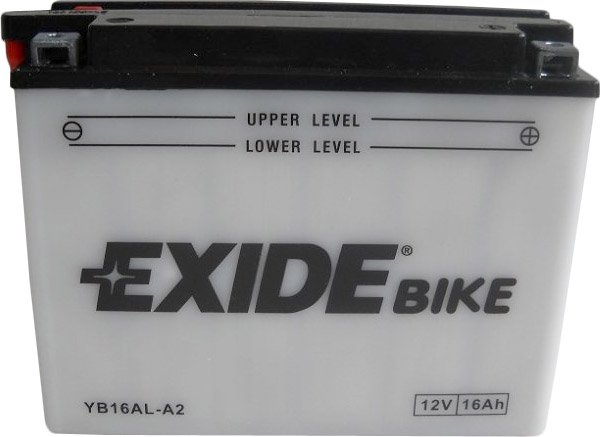 UPPER LEVEL
LOWER LEVEL
EXIDE® BIKE
YB16AL-A2
12V 16Ah